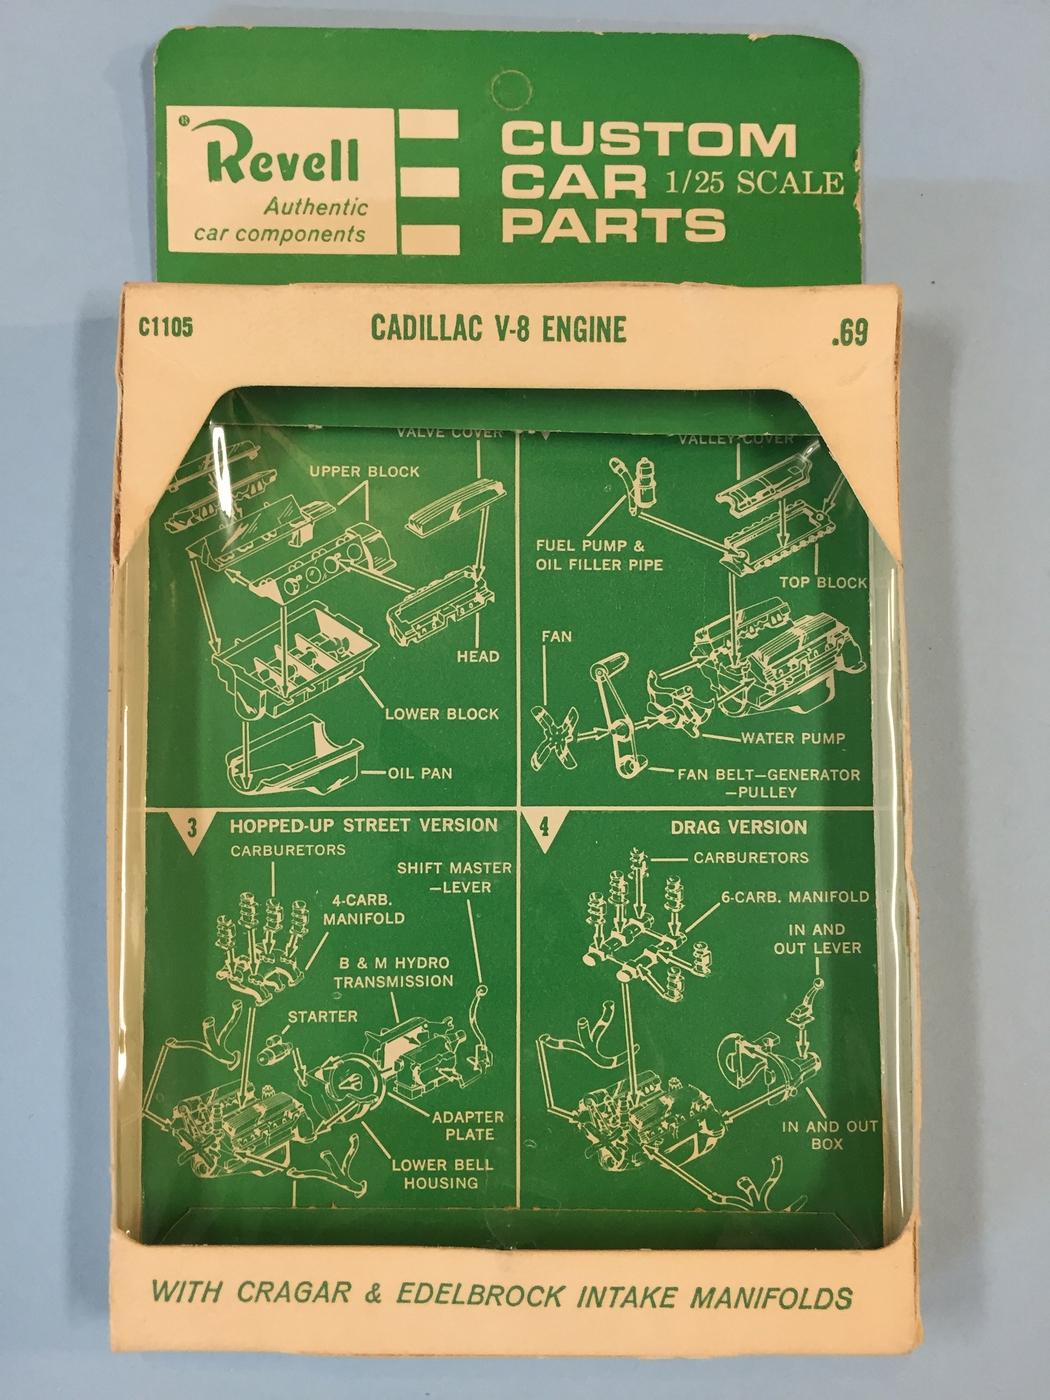 ® Revell
Authentic
car components
CUSTOM
CAR 1/25 SCALE
PARTS
C1105
CADILLAC V-8 ENGINE
.69
VALVE COVER
UPPER BLOCK
HEAD
LOWER BLOCK
OIL PAN
VALLEY COVER
FUEL PUMP &
OIL FILLER PIPE
TOP BLOCK
FAN
WATER PUMP
FAN BELT—GENERATOR
—PULLEY
3
HOPPED-UP STREET VERSION
CARBURETORS
SHIFT MASTER
—LEVER
4-CARB.
MANIFOLD
B & M HYDRO
TRANSMISSION
STARTER
ADAPTER
PLATE
LOWER BELL
HOUSING
4
DRAG VERSION
CARBURETORS
6-CARB. MANIFOLD
IN AND
OUT LEVER
IN AND OUT
BOX
WITH CRAGAR & EDELBROCK INTAKE MANIFOLDS